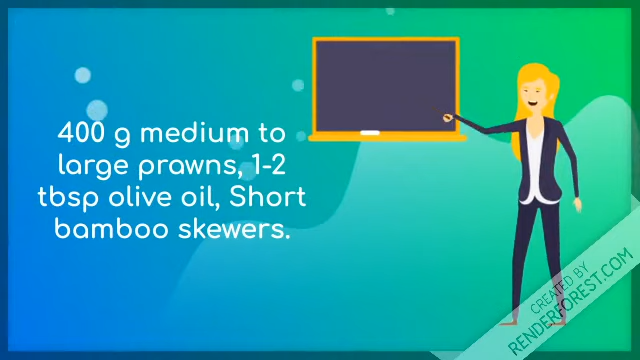 400 g medium to
large prawns, 1-2
tbsp olive oil, Short
bamboo skewers.
CREATED BY
RENDERFOREST.COM